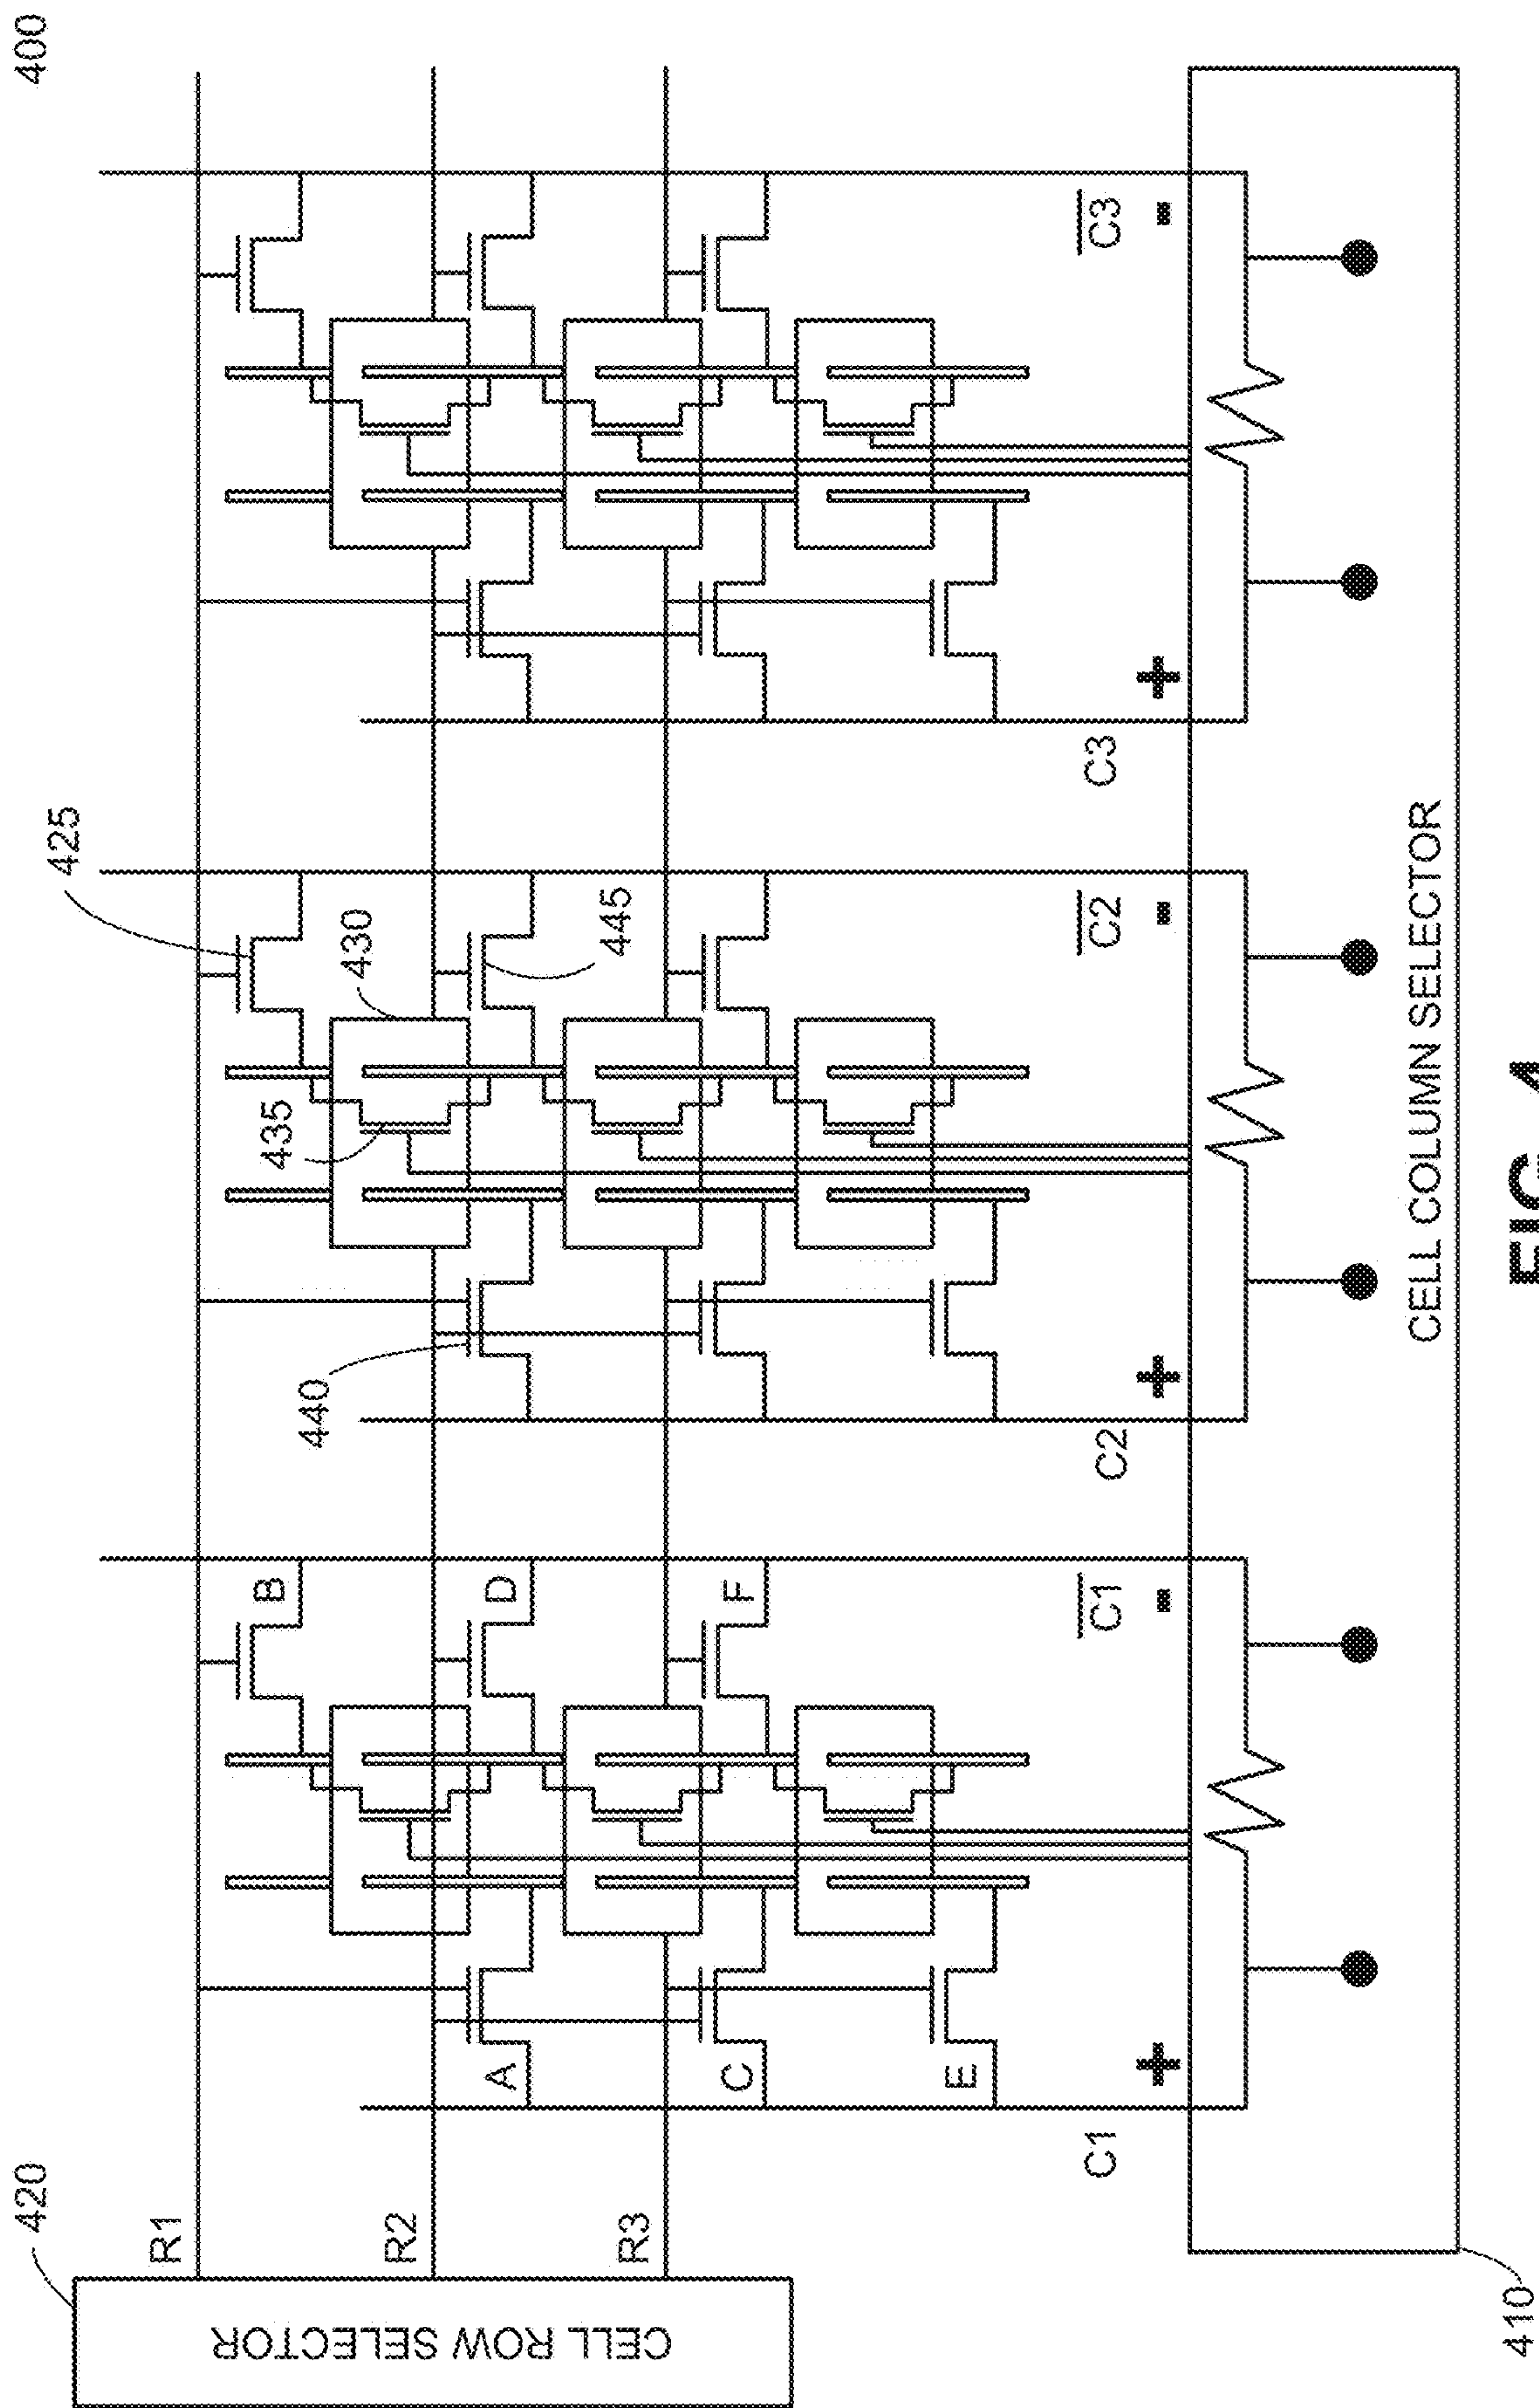 400
420
R1
R2
R3
CELL ROW SELECTOR
B
D
F
A
C
E
C1
C1
+
-
425
430
435
440
445
C2
C2
+
-
C3
C3
+
-
CELL COLUMN SELECTOR
410
FIG. 4